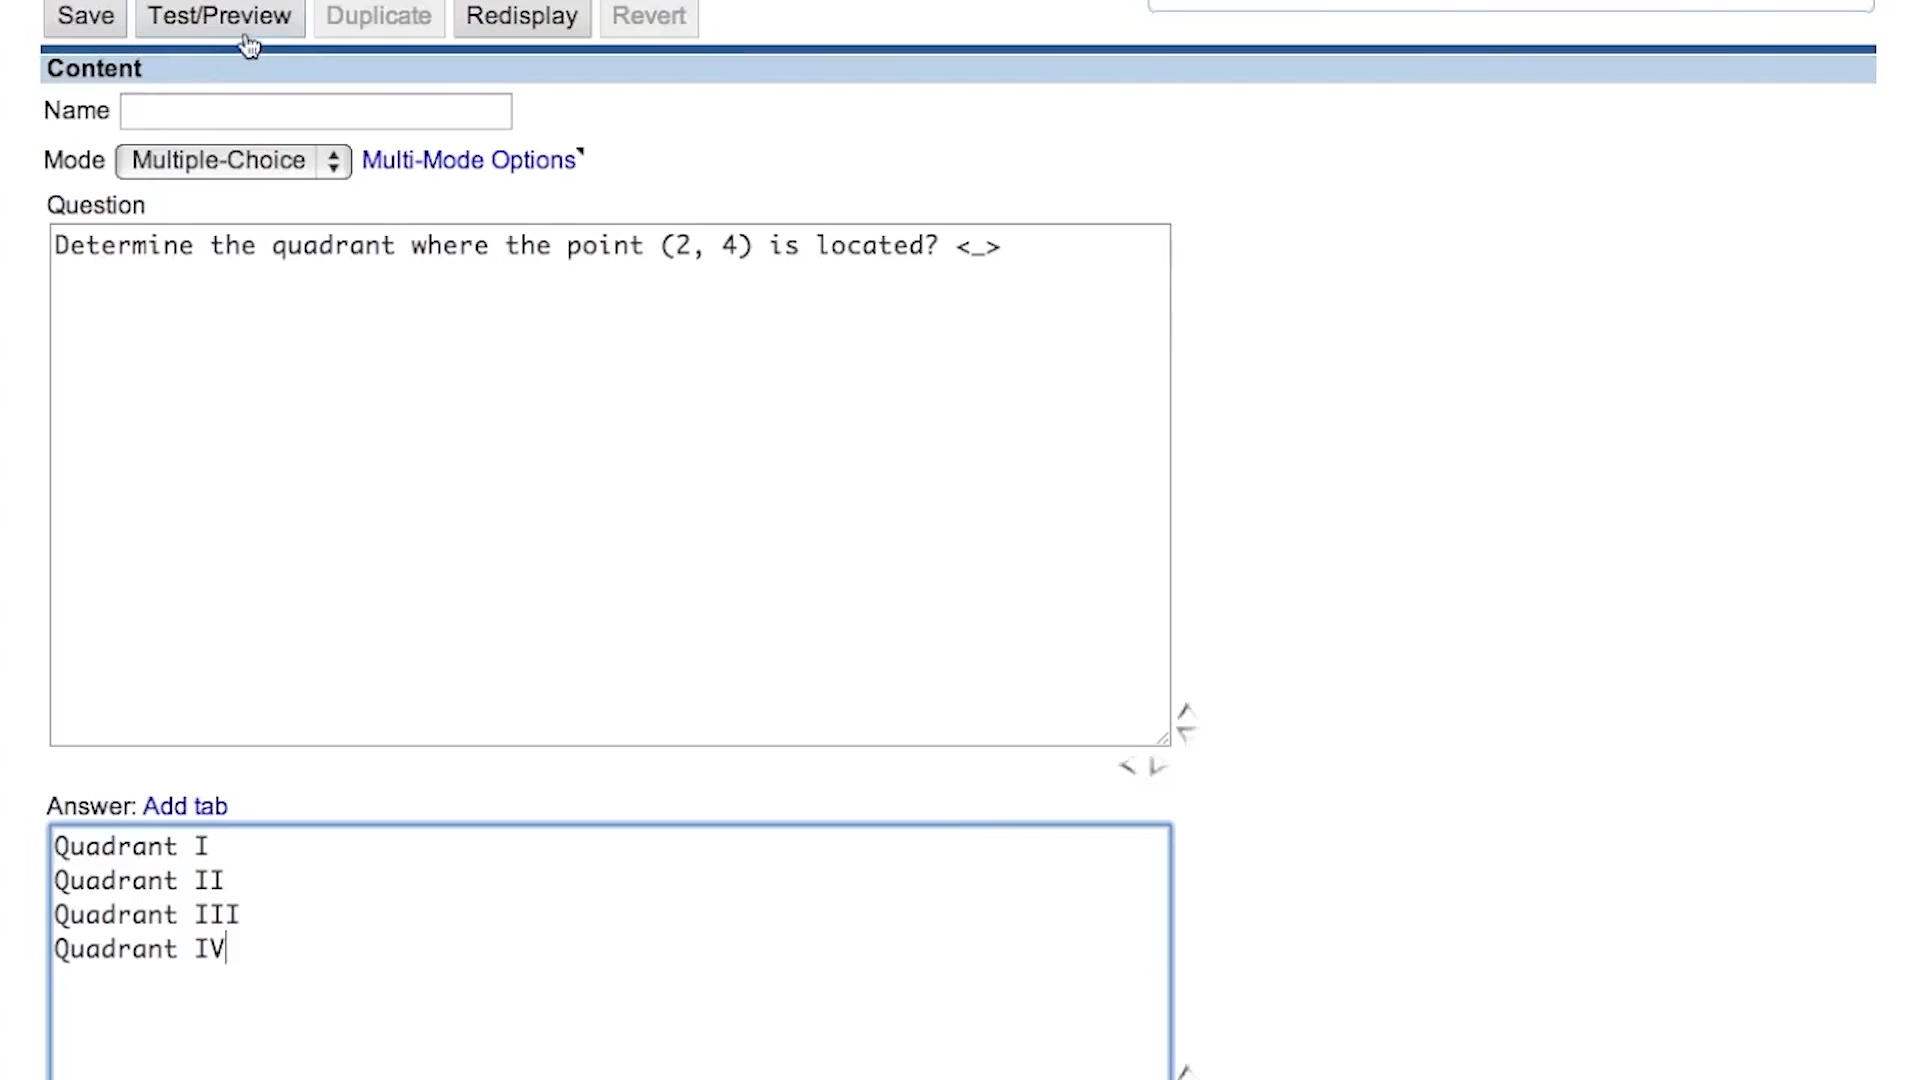 Save Test/Preview Duplicate Redisplay Revert
Content
Name
Mode Multiple-Choice Multi-Mode Options
Question
Determine the quadrant where the point (2, 4) is located? <_>
Answer: Add tab
Quadrant I
Quadrant II
Quadrant III
Quadrant IV